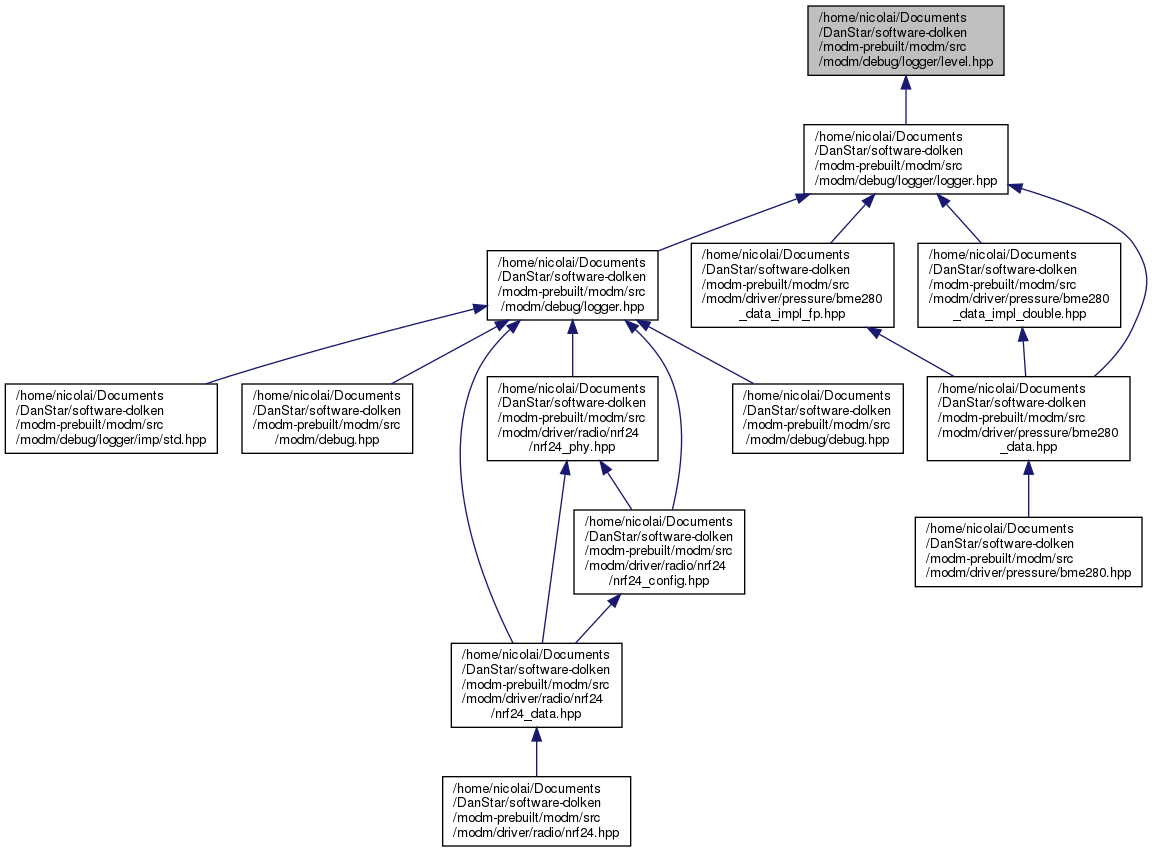 /home/nicolai/Documents
/DanStar/software-dolken
/modm-prebuilt/modm/src
/modm/debug/logger/level.hpp
/home/nicolai/Documents
/DanStar/software-dolken
/modm-prebuilt/modm/src
/modm/debug/logger/logger.hpp
/home/nicolai/Documents
/DanStar/software-dolken
/modm-prebuilt/modm/src
/modm/debug/logger.hpp
/home/nicolai/Documents
/DanStar/software-dolken
/modm-prebuilt/modm/src
/modm/driver/pressure/bme280
_data_impl_fp.hpp
/home/nicolai/Documents
/DanStar/software-dolken
/modm-prebuilt/modm/src
/modm/driver/pressure/bme280
_data_impl_double.hpp
/home/nicolai/Documents
/DanStar/software-dolken
/modm-prebuilt/modm/src
/modm/debug/logger/imp/std.hpp
/home/nicolai/Documents
/DanStar/software-dolken
/modm-prebuilt/modm/src
/modm/debug.hpp
/home/nicolai/Documents
/DanStar/software-dolken
/modm-prebuilt/modm/src
/modm/driver/radio/nrf24
/nrf24_phy.hpp
/home/nicolai/Documents
/DanStar/software-dolken
/modm-prebuilt/modm/src
/modm/debug/debug.hpp
/home/nicolai/Documents
/DanStar/software-dolken
/modm-prebuilt/modm/src
/modm/driver/pressure/bme280
_data.hpp
/home/nicolai/Documents
/DanStar/software-dolken
/modm-prebuilt/modm/src
/modm/driver/radio/nrf24
/nrf24_config.hpp
/home/nicolai/Documents
/DanStar/software-dolken
/modm-prebuilt/modm/src
/modm/driver/pressure/bme280.hpp
/home/nicolai/Documents
/DanStar/software-dolken
/modm-prebuilt/modm/src
/modm/driver/radio/nrf24
/nrf24_data.hpp
/home/nicolai/Documents
/DanStar/software-dolken
/modm-prebuilt/modm/src
/modm/driver/radio/nrf24.hpp